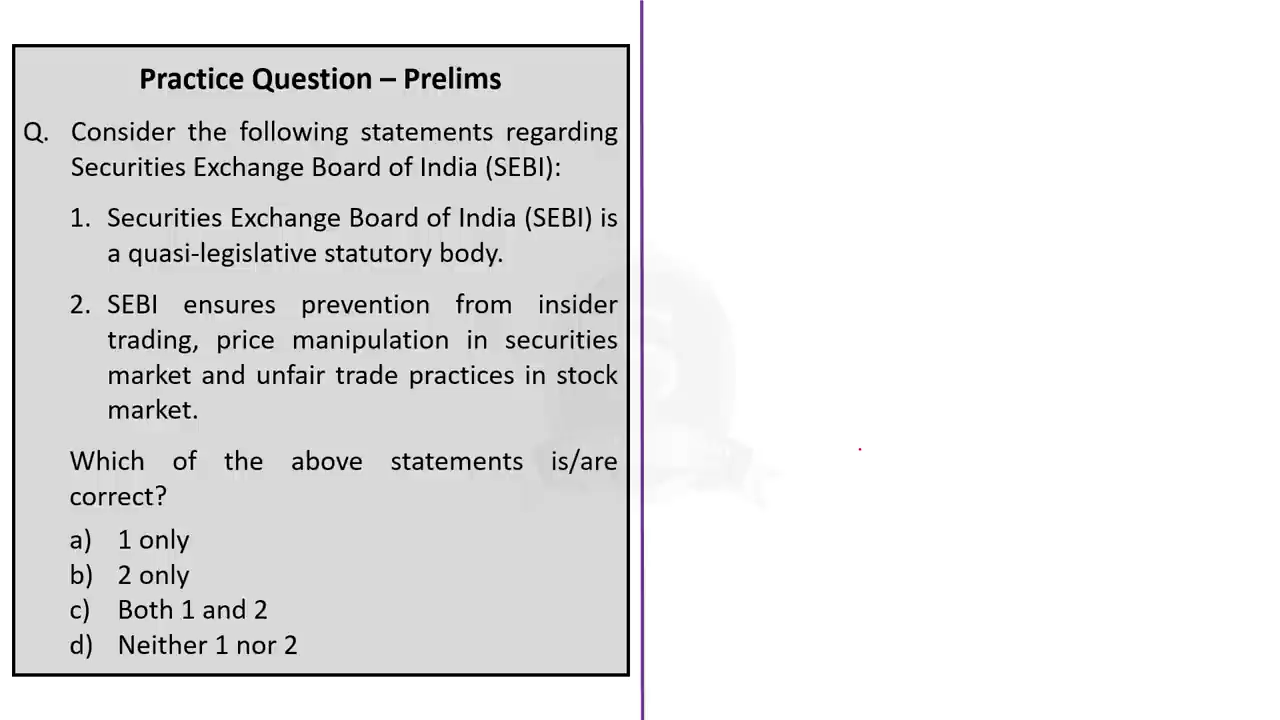 Practice Question – Prelims
Q. Consider the following statements regarding
Securities Exchange Board of India (SEBI):
1. Securities Exchange Board of India (SEBI) is
a quasi-legislative statutory body.
2. SEBI ensures prevention from insider
trading, price manipulation in securities
market and unfair trade practices in stock
market.
Which of the above statements is/are
correct?
a) 1 only
b) 2 only
c) Both 1 and 2
d) Neither 1 nor 2